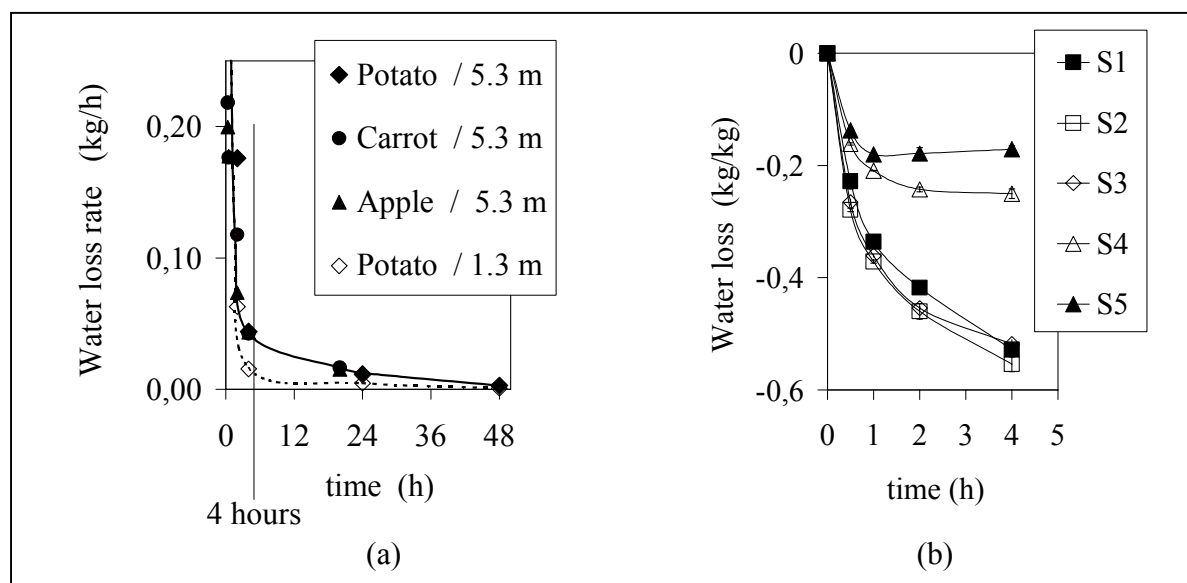 Water loss rate (kg/h)
0,20
0,10
0,00
0 12 24 36 48
time (h)
4 hours
Potato / 5.3 m
Carrot / 5.3 m
Apple / 5.3 m
Potato / 1.3 m
(a)
Water loss (kg/kg)
0
-0,2
-0,4
-0,6
0 1 2 3 4 5
time (h)
S1
S2
S3
S4
S5
(b)